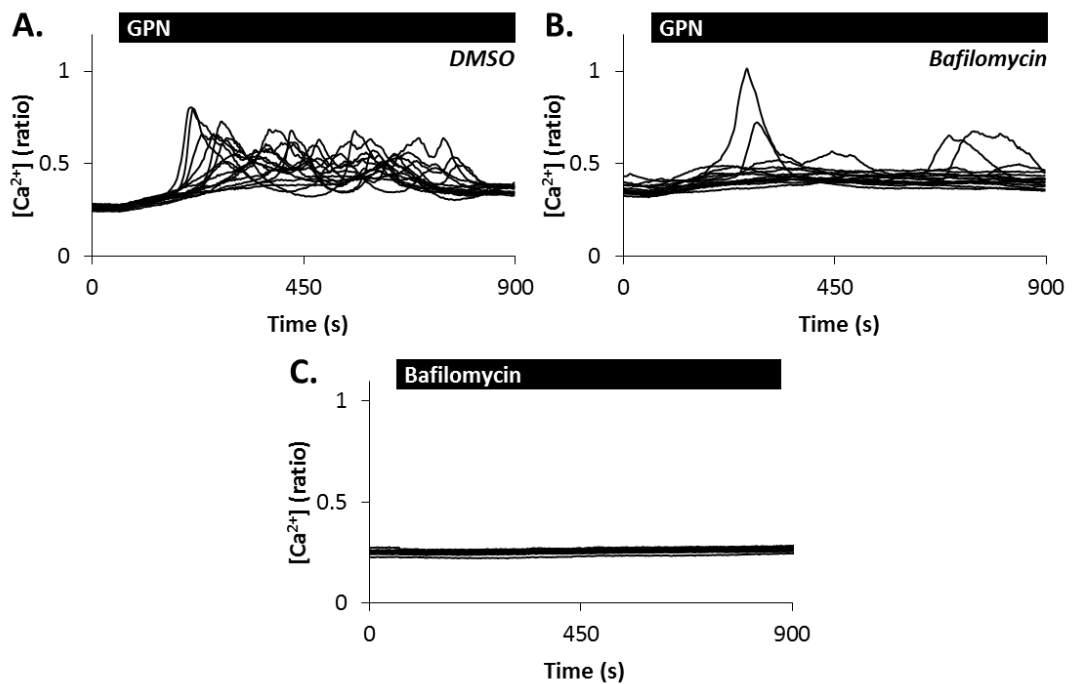 A.
GPN
DMSO
1
0.5
0
[Ca²⁺] (ratio)
0
450
900
Time (s)
B.
GPN
Bafilomycin
1
0.5
0
[Ca²⁺] (ratio)
0
450
900
Time (s)
C.
Bafilomycin
1
0.5
0
[Ca²⁺] (ratio)
0
450
900
Time (s)